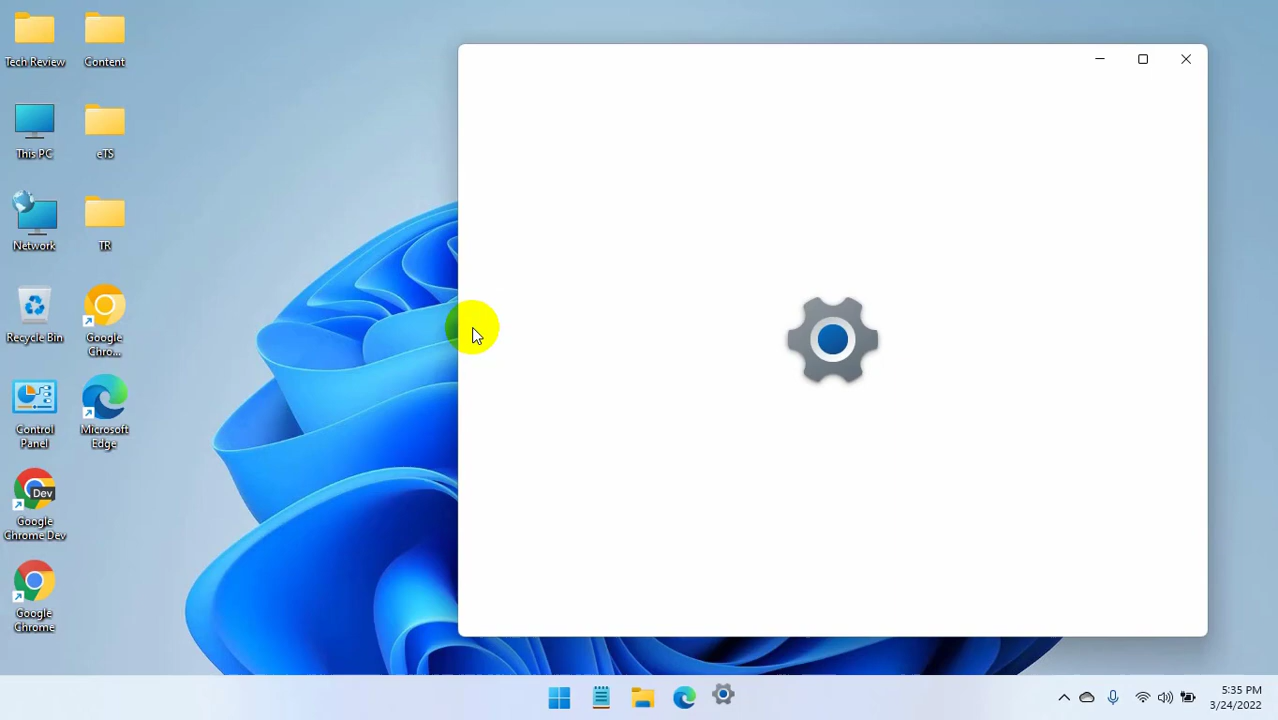 Tech Review
Content
This PC
eTS
Network
TR
Recycle Bin
Google
Chro...
Control
Panel
Microsoft
Edge
Dev
Google
Chrome Dev
Google
Chrome
5:35 PM
3/24/2022